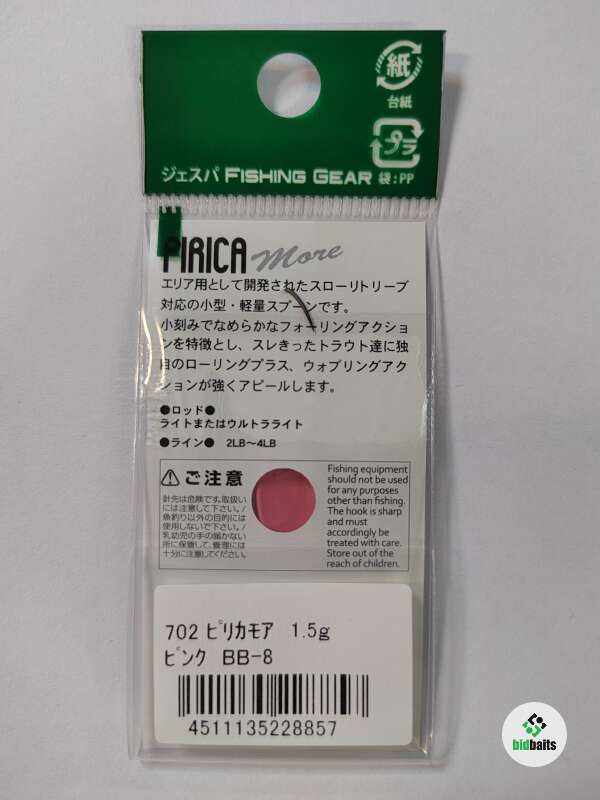 紙
台紙
プラ
ジェスパ FISHING GEAR 袋:PP
PIRICA more
エリア用として開発されたスローリトリーブ
対応の小型・軽量スプーンです。
小刻みでなめらかなフォーリングアクション
を特徴とし、スレきったトラウト達に独
自のローリングプラス、ウォブリングアク
ションが強くアピールします。
●ロッド●
ライトまたはウルトラライト
●ライン● 2LB〜4LB
ご注意
針先は危険です。取扱い
には注意して下さい。/
魚釣り以外の目的には
使用しないで下さい。/
乳幼児の手の届かない
所に保管して、管理には
十分に注意してください。
Fishing equipment
should not be used
for any purposes
other than fishing.
The hook is sharp
and must
accordingly be
treated with care.
Store out of the
reach of children.
702 ピリカモア 1.5g
ピンク BB-8
4511135228857
bidbaits